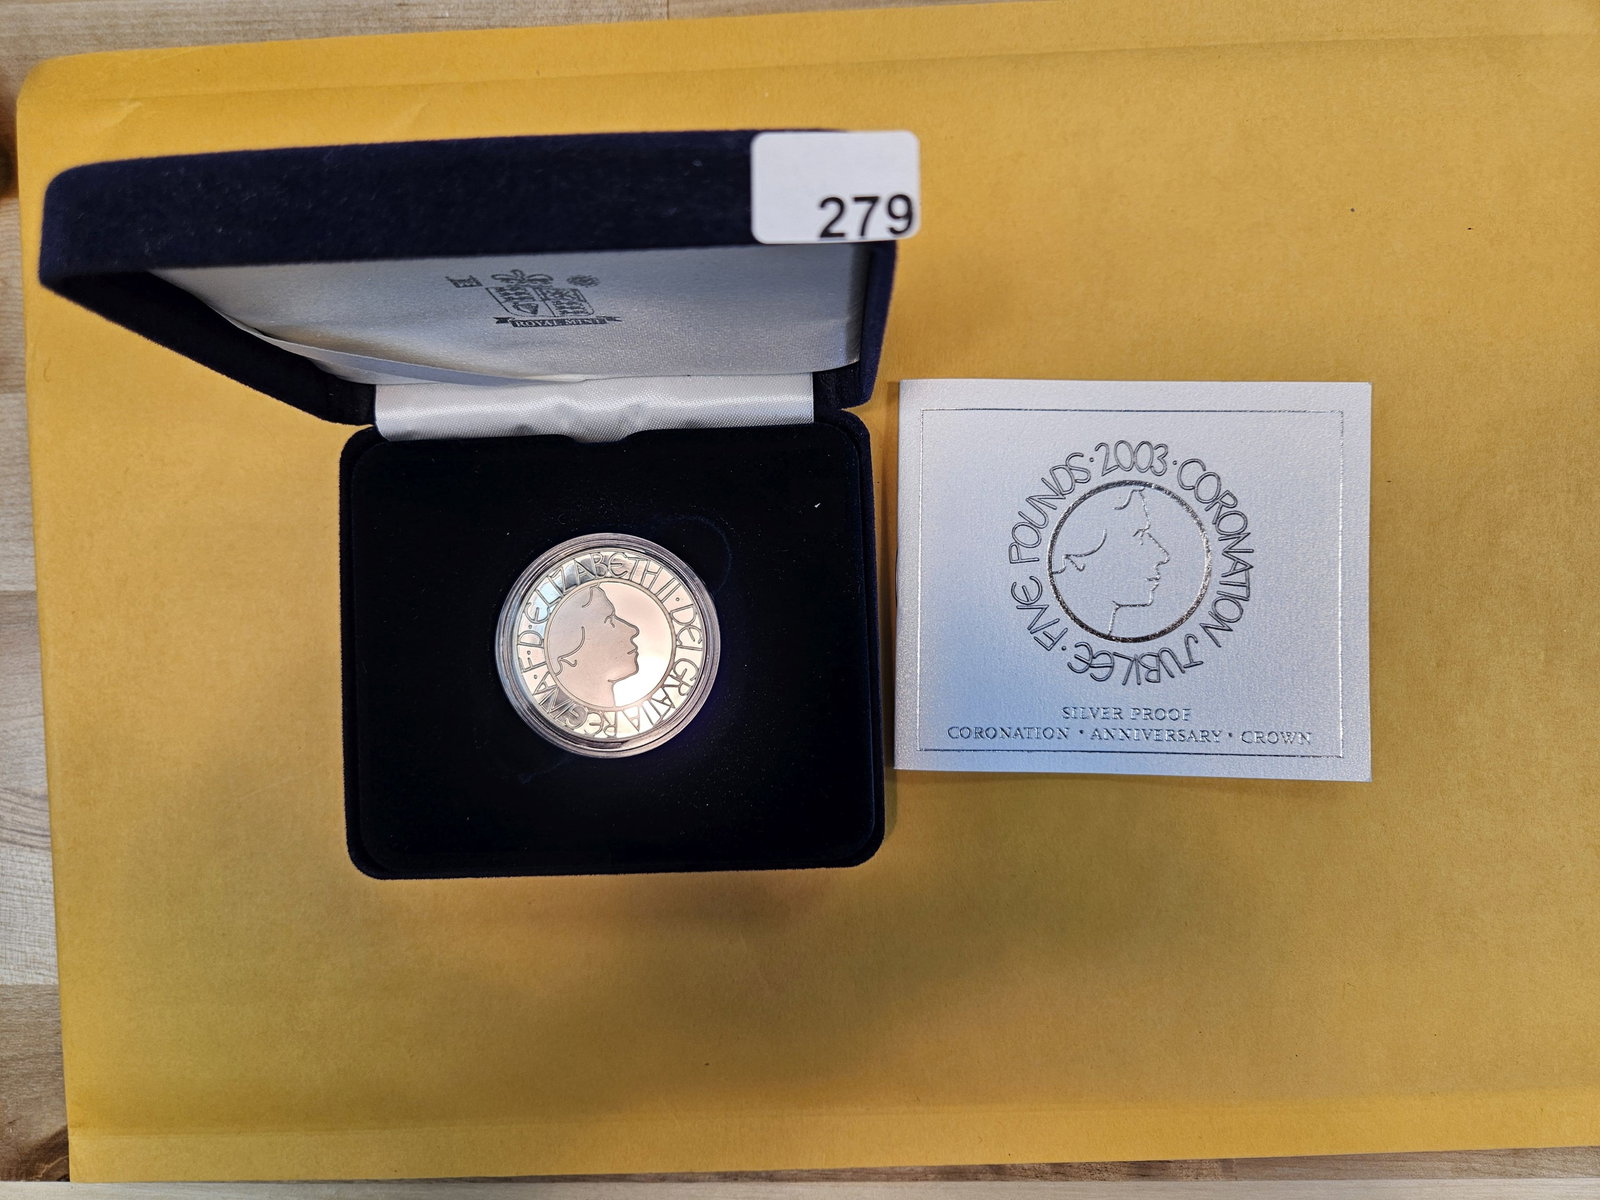 279
ROYAL MINT
ELIZABETH II · DEI GRATIA REGINA · F · D ·
2003 · CORONATION JUBILEE · FIVE POUNDS ·
SILVER PROOF
CORONATION · ANNIVERSARY · CROWN